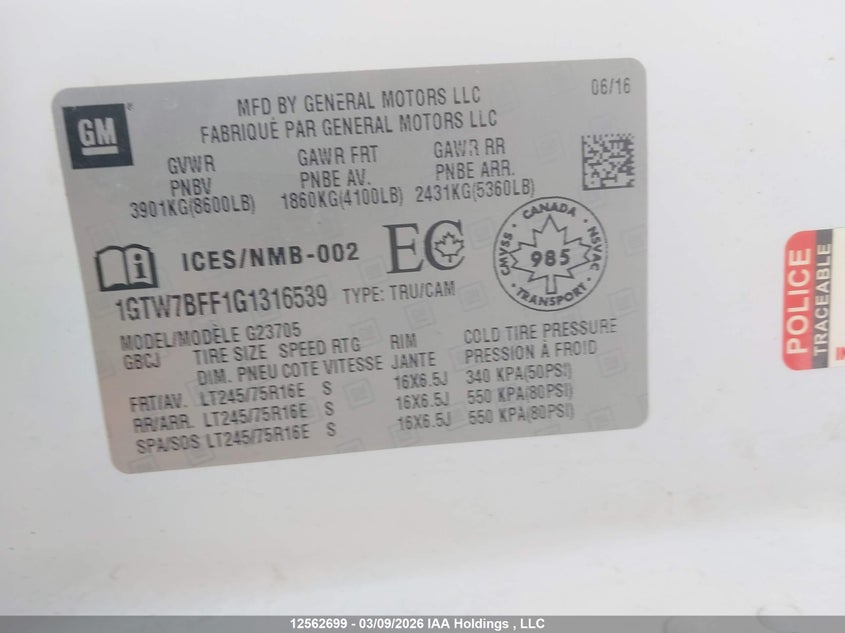 GM
MFD BY GENERAL MOTORS LLC
06/16
FABRIQUÉ PAR GENERAL MOTORS LLC
GVWR GAWR FRT GAWR RR
PNBV PNBE AV. PNBE ARR.
3901KG(8600LB) 1860KG(4100LB) 2431KG(5360LB)
i ICES/NMB-002 EC
CANADA
CMVSS 985 NSVAC
TRANSPORT
1GTW7BFF1G1316539 TYPE: TRU/CAM
MODEL/MODÈLE G23705
GBCJ TIRE SIZE SPEED RTG RIM COLD TIRE PRESSURE
DIM. PNEU COTE VITESSE JANTE PRESSION À FROID
FRT/AV. LT245/75R16E S 16X6.5J 340 KPA(50PSI)
RR/ARR. LT245/75R16E S 16X6.5J 550 KPA(80PSI)
SPA/SOS LT245/75R16E S 16X6.5J 550 KPA(80PSI)
POLICE
TRACEABLE
12562699 - 03/09/2026 IAA Holdings , LLC